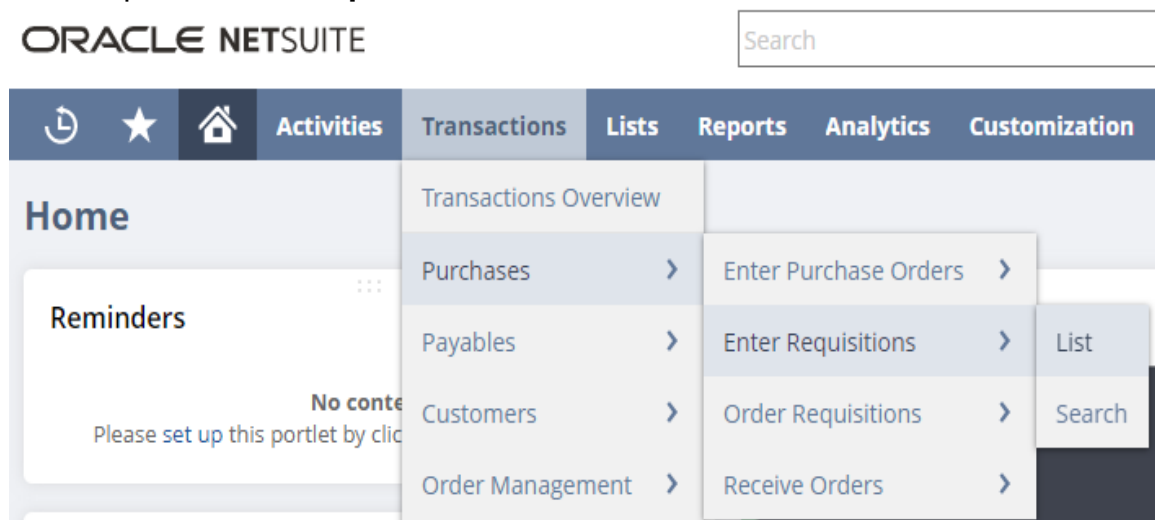 ORACLE NETSUITE
Search
Activities Transactions Lists Reports Analytics Customization
Home
Transactions Overview
Purchases
Enter Purchase Orders
Reminders
Payables
Enter Requisitions
List
No conte
Customers
Order Requisitions
Search
Please set up this portlet by clic
Order Management
Receive Orders